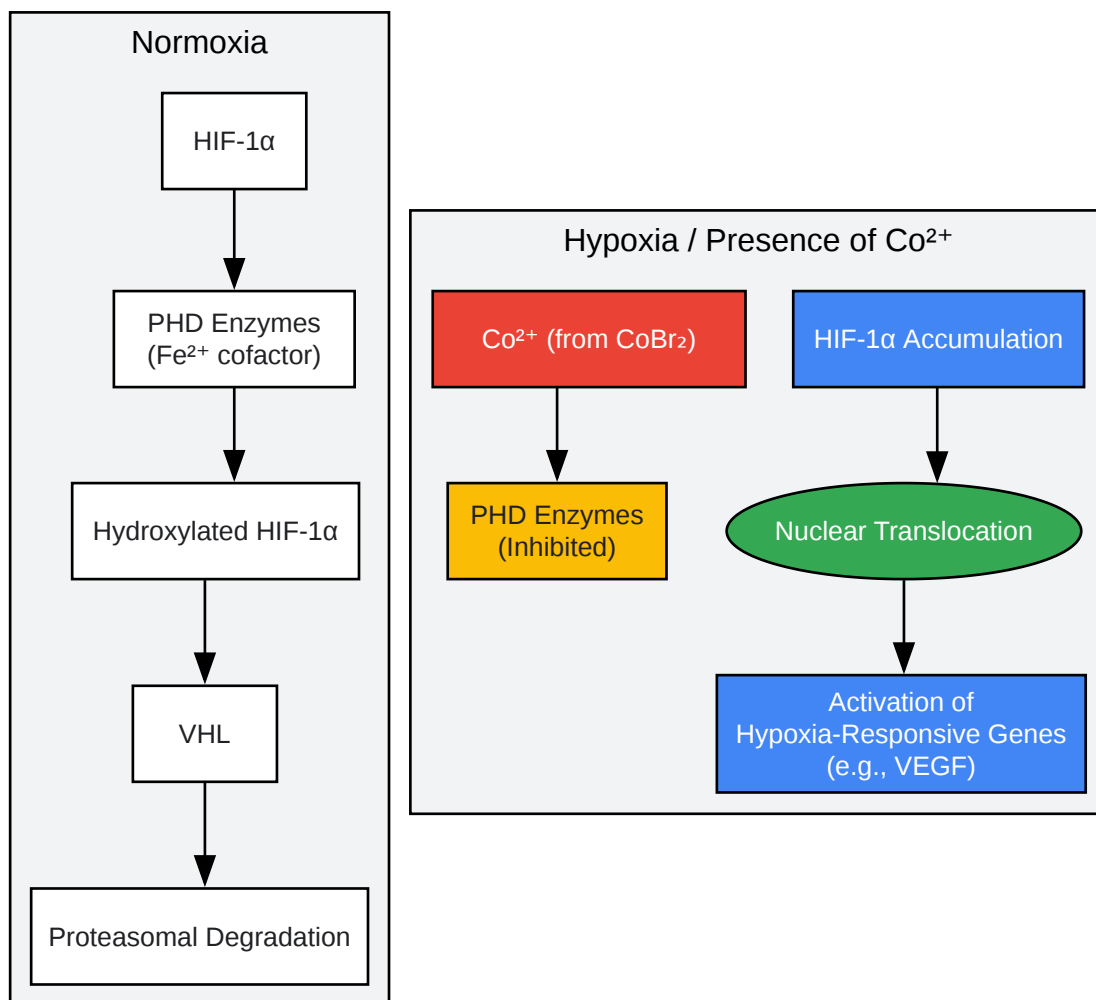 Normoxia
HIF-1α
PHD Enzymes
(Fe²⁺ cofactor)
Hydroxylated HIF-1α
VHL
Proteasomal Degradation
Hypoxia / Presence of Co²⁺
Co²⁺ (from CoBr₂)
PHD Enzymes
(Inhibited)
HIF-1α Accumulation
Nuclear Translocation
Activation of
Hypoxia-Responsive Genes
(e.g., VEGF)